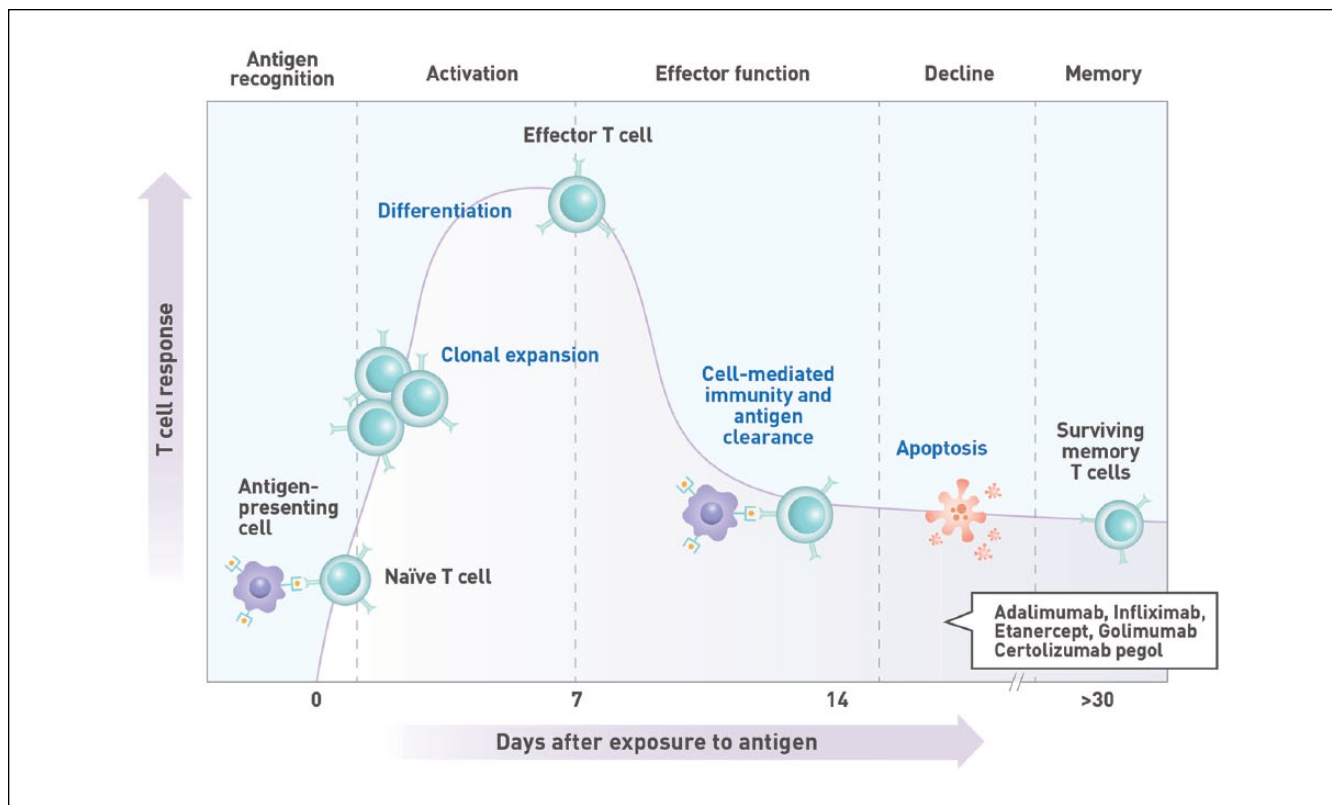 Antigen
recognition
Activation
Effector function
Decline
Memory
Effector T cell
Differentiation
Clonal expansion
Cell-mediated
immunity and
antigen
clearance
Apoptosis
Surviving
memory
T cells
Antigen-
presenting
cell
Naïve T cell
Adalimumab, Infliximab,
Etanercept, Golimumab
Certolizumab pegol
T cell response
0
7
14
>30
Days after exposure to antigen